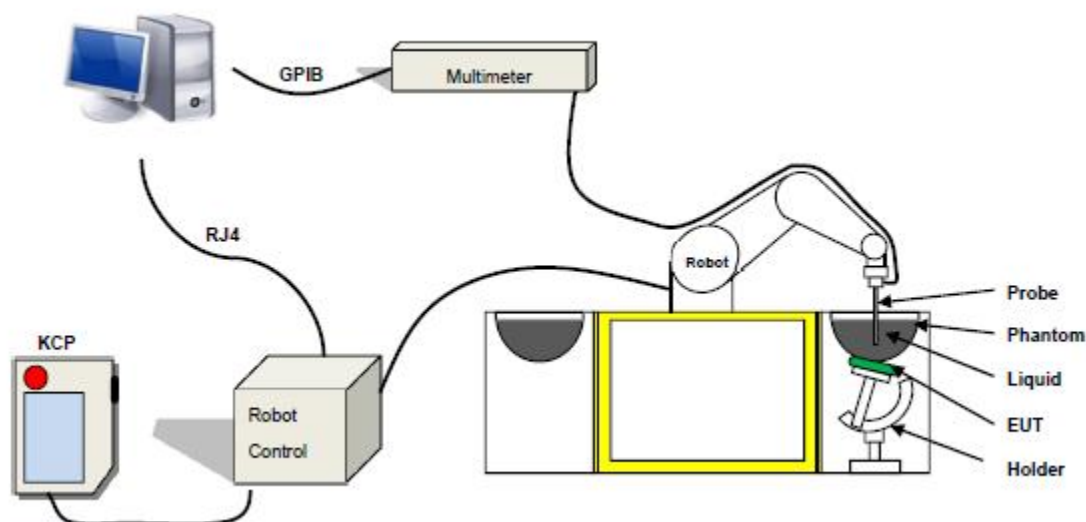 GPIB
Multimeter
RJ4
Robot
Probe
Phantom
KCP
Liquid
Robot
Control
EUT
Holder